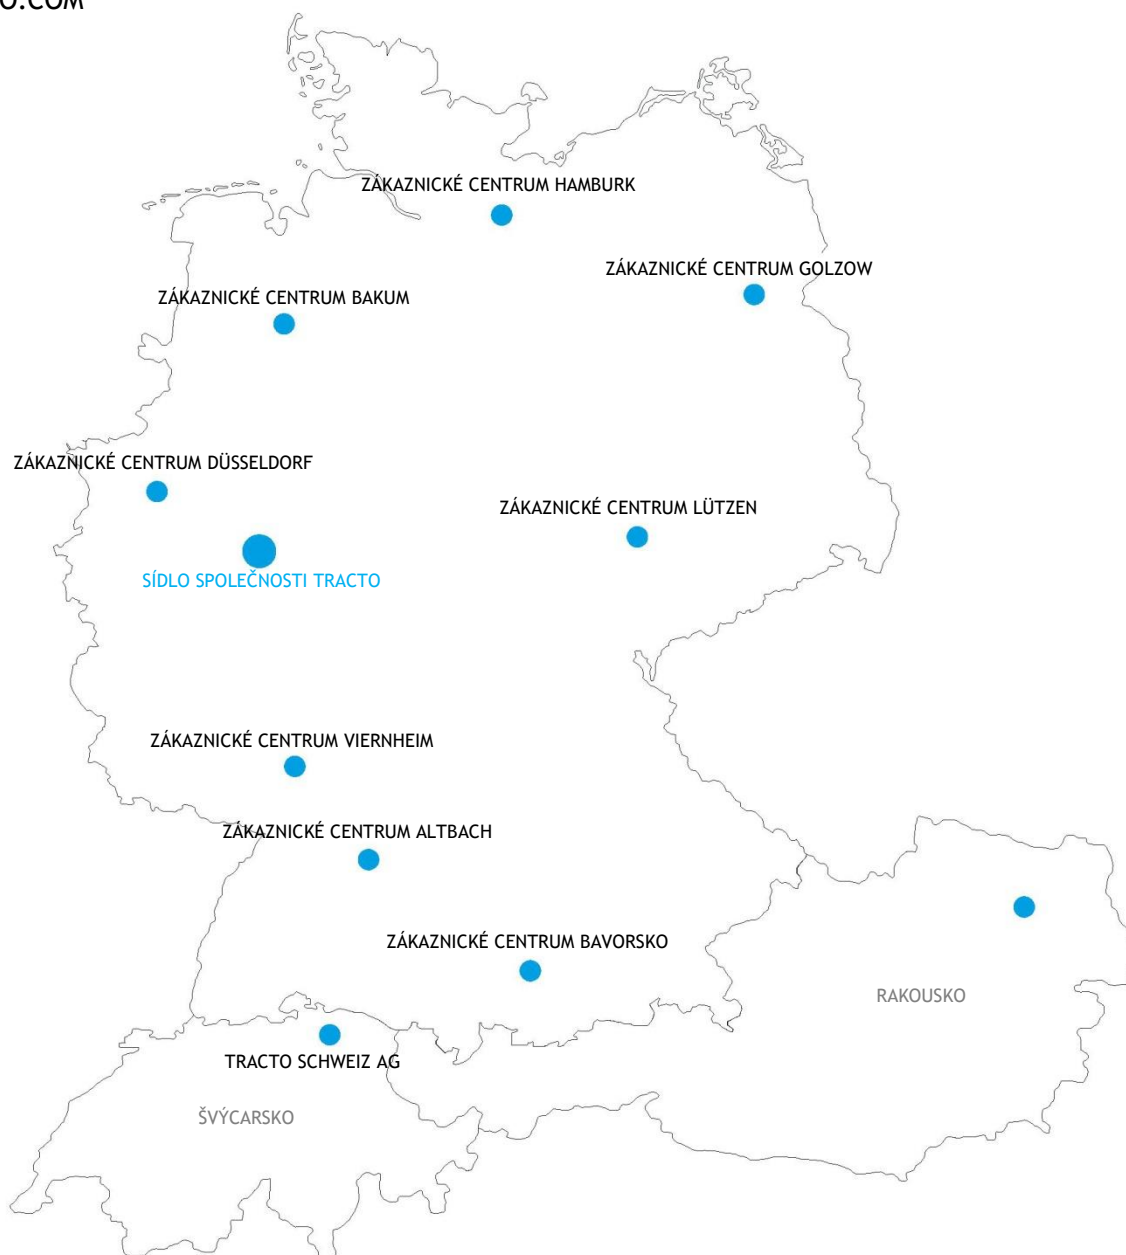 O.COM
ZÁKAZNICKÉ CENTRUM HAMBURK
ZÁKAZNICKÉ CENTRUM GOLZOW
ZÁKAZNICKÉ CENTRUM BAKUM
ZÁKAZNICKÉ CENTRUM DÜSSELDORF
ZÁKAZNICKÉ CENTRUM LÜTZEN
SÍDLO SPOLEČNOSTI TRACTO
ZÁKAZNICKÉ CENTRUM VIERNHEIM
ZÁKAZNICKÉ CENTRUM ALTBACH
ZÁKAZNICKÉ CENTRUM BAVORSKO
RAKOUSKO
TRACTO SCHWEIZ AG
ŠVÝCARSKO